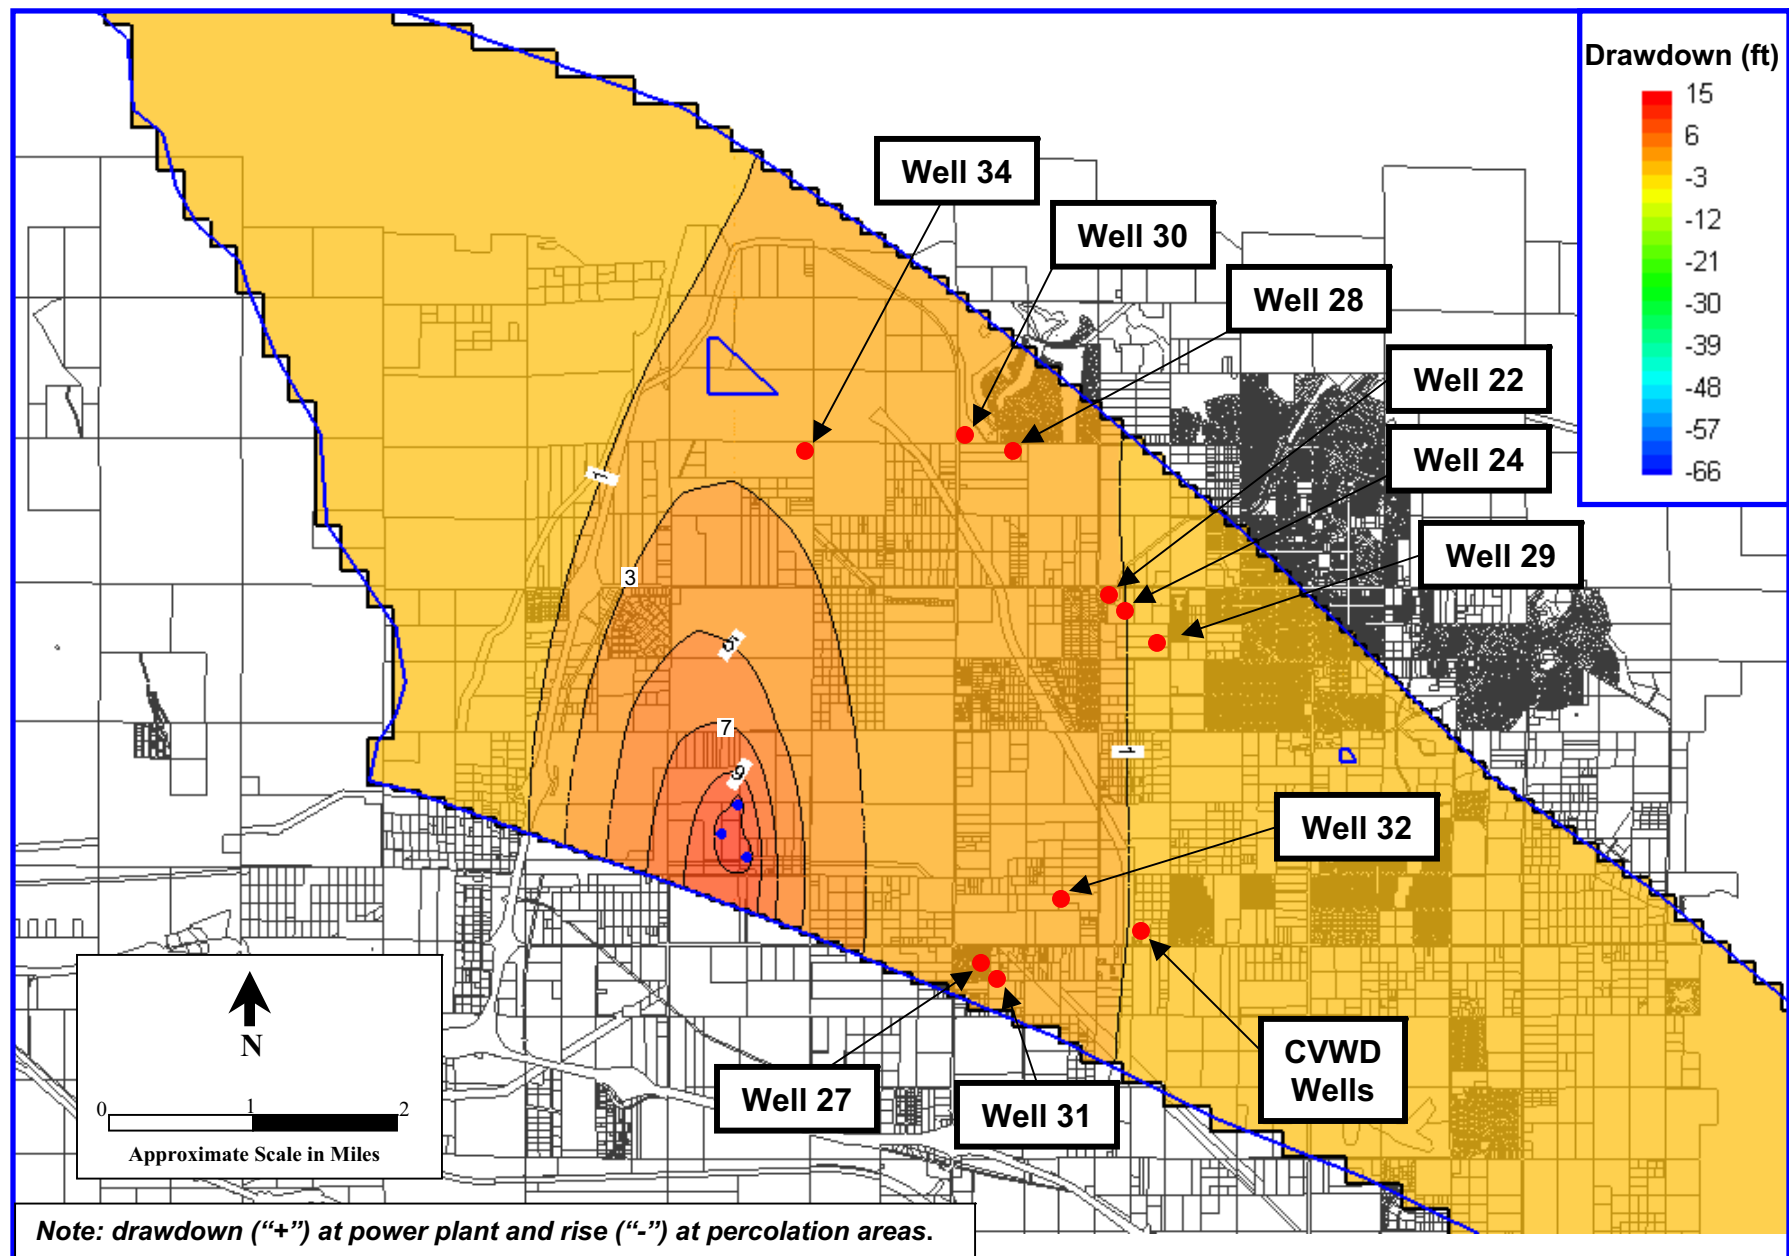 Drawdown (ft)
15
6
-3
-12
-21
-30
-39
-48
-57
-66
Well 34
Well 30
Well 28
Well 22
Well 24
Well 29
1
3
5
7
9
1
Well 32
CVWD
Wells
Well 27
Well 31
N
0 1 2
Approximate Scale in Miles
Note: drawdown (“+”) at power plant and rise (“-”) at percolation areas.